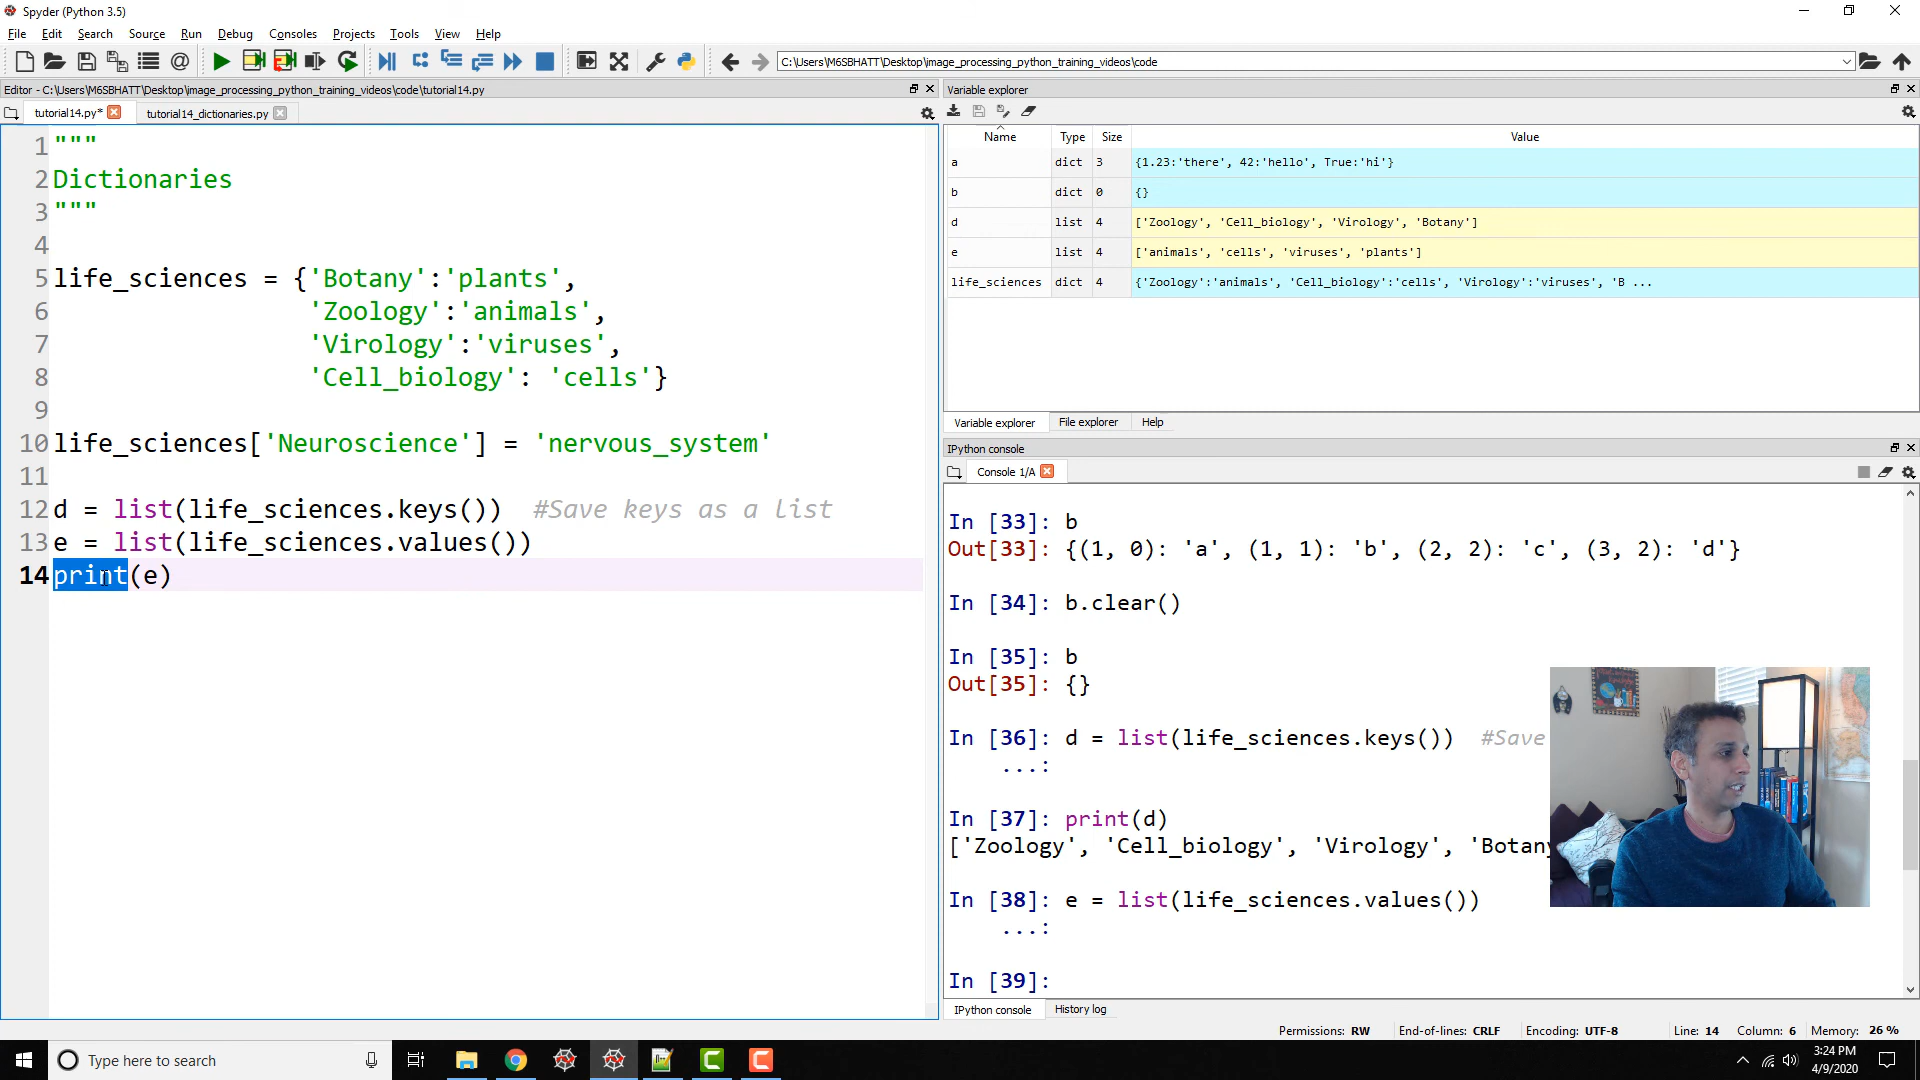 Spyder (Python 3.5)
File Edit Search Source Run Debug Consoles Projects Tools View Help
C:\Users\M6SBHATT\Desktop\image_processing_python_training_videos\code
Editor - C:\Users\M6SBHATT\Desktop\image_processing_python_training_videos\code\tutorial14.py
tutorial14.py* tutorial14_dictionaries.py
1 """
2 Dictionaries
3 """
4
5 life_sciences = {'Botany':'plants',
6 'Zoology':'animals',
7 'Virology':'viruses',
8 'Cell_biology': 'cells'}
9
10 life_sciences['Neuroscience'] = 'nervous_system'
11
12 d = list(life_sciences.keys())  #Save keys as a list
13 e = list(life_sciences.values())
14 print(e)
Variable explorer
Name Type Size Value
a dict 3 {1.23:'there', 42:'hello', True:'hi'}
b dict 0 {}
d list 4 ['Zoology', 'Cell_biology', 'Virology', 'Botany']
e list 4 ['animals', 'cells', 'viruses', 'plants']
life_sciences dict 4 {'Zoology':'animals', 'Cell_biology':'cells', 'Virology':'viruses', 'B ...
Variable explorer File explorer Help
IPython console
Console 1/A
In [33]: b
Out[33]: {(1, 0): 'a', (1, 1): 'b', (2, 2): 'c', (3, 2): 'd'}
In [34]: b.clear()
In [35]: b
Out[35]: {}
In [36]: d = list(life_sciences.keys())  #Save
...:
In [37]: print(d)
['Zoology', 'Cell_biology', 'Virology', 'Botany
In [38]: e = list(life_sciences.values())
...:
In [39]:
IPython console History log
Permissions: RW End-of-lines: CRLF Encoding: UTF-8 Line: 14 Column: 6 Memory: 26 %
Type here to search
3:24 PM
4/9/2020